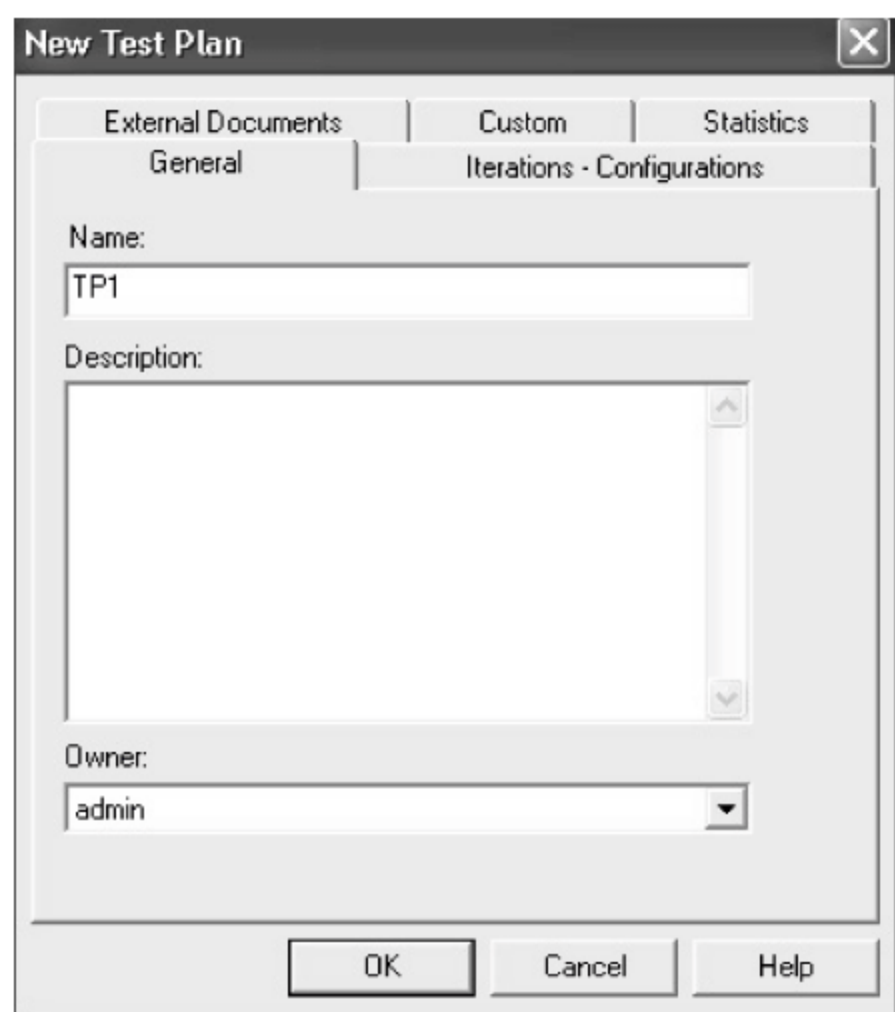 New Test Plan
External Documents Custom Statistics
General Iterations - Configurations
Name:
TP1
Description:
Owner:
admin
OK Cancel Help